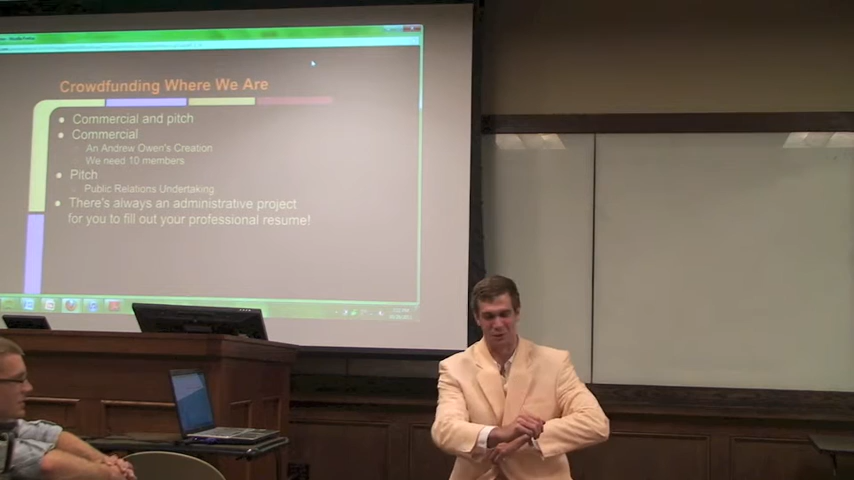 Crowdfunding Where We Are
Commercial and pitch
Commercial
An Andrew Owen's Creation
We need 10 members
Pitch
Public Relations Undertaking
There's always an administrative project
for you to fill out your professional resume!